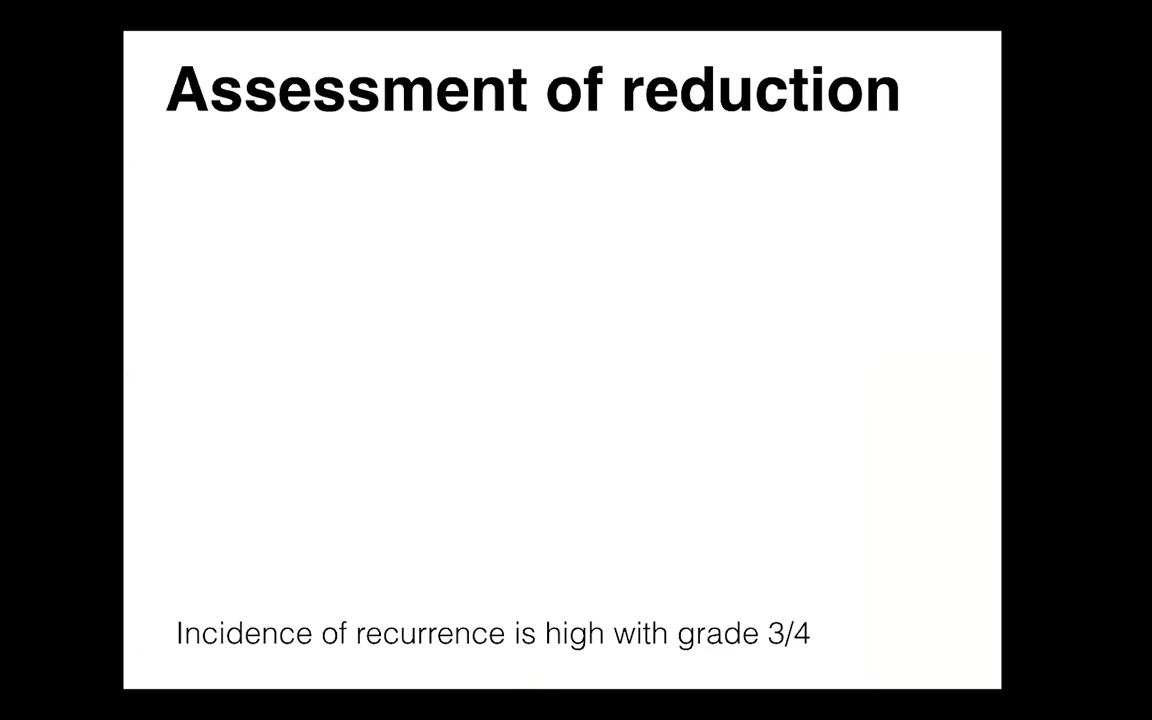 Assessment of reduction
Incidence of recurrence is high with grade 3/4